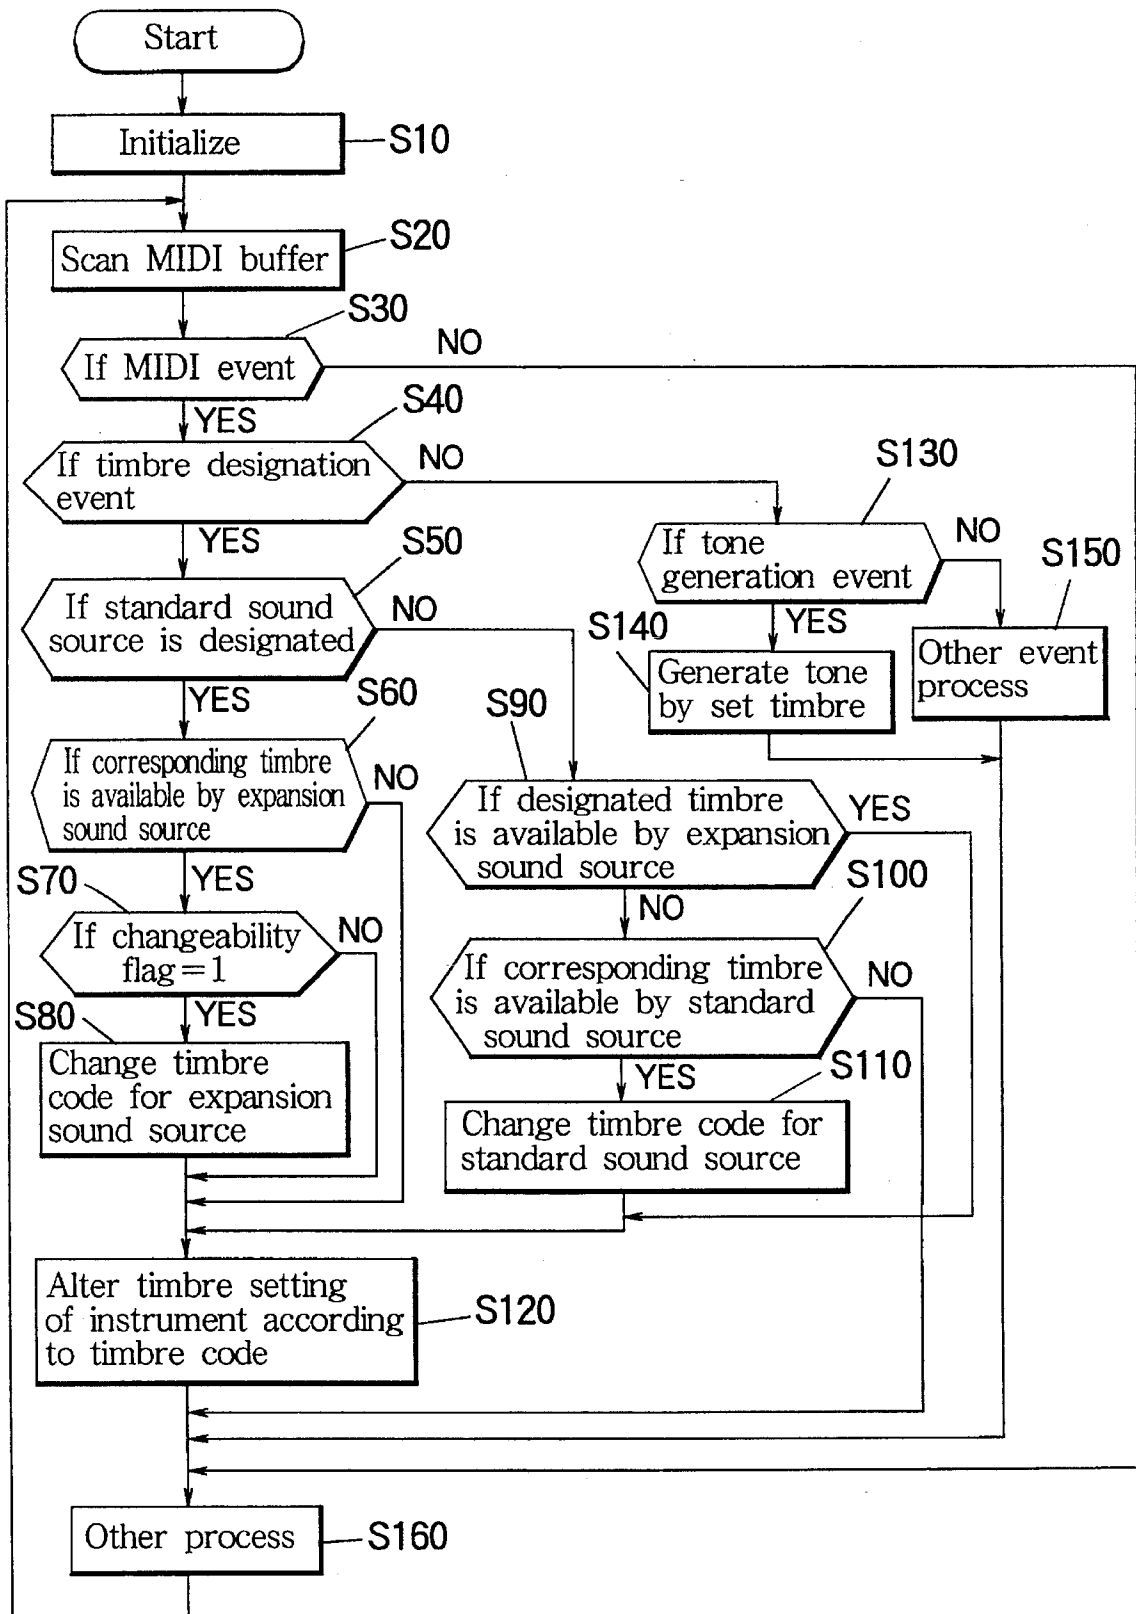 Start
Initialize
S10
Scan MIDI buffer
S20
S30
If MIDI event
NO
YES
S40
If timbre designation
event
NO
YES
S130
If tone
generation event
NO
YES
S50
If standard sound
source is designated
NO
YES
S140
Generate tone
by set timbre
S150
Other event
process
S60
If corresponding timbre
is available by expansion
sound source
NO
YES
S90
If designated timbre
is available by expansion
sound source
YES
NO
S70
If changeability
flag=1
NO
YES
S100
If corresponding timbre
is available by standard
sound source
NO
YES
S80
Change timbre
code for expansion
sound source
S110
Change timbre code for
standard sound source
Alter timbre setting
of instrument according
to timbre code
S120
Other process
S160